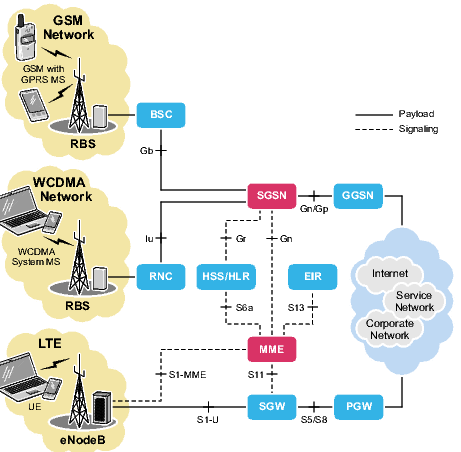 GSM
Network
GSM with
GPRS MS
RBS
BSC
Gb
Payload
Signaling
WCDMA
Network
WCDMA
System MS
RBS
Iu
RNC
SGSN
Gn/Gp
GGSN
Gr
Gn
HSS/HLR
EIR
S6a
S13
Internet
Service
Network
Corporate
Network
LTE
UE
eNodeB
S1-MME
MME
S11
S1-U
SGW
S5/S8
PGW